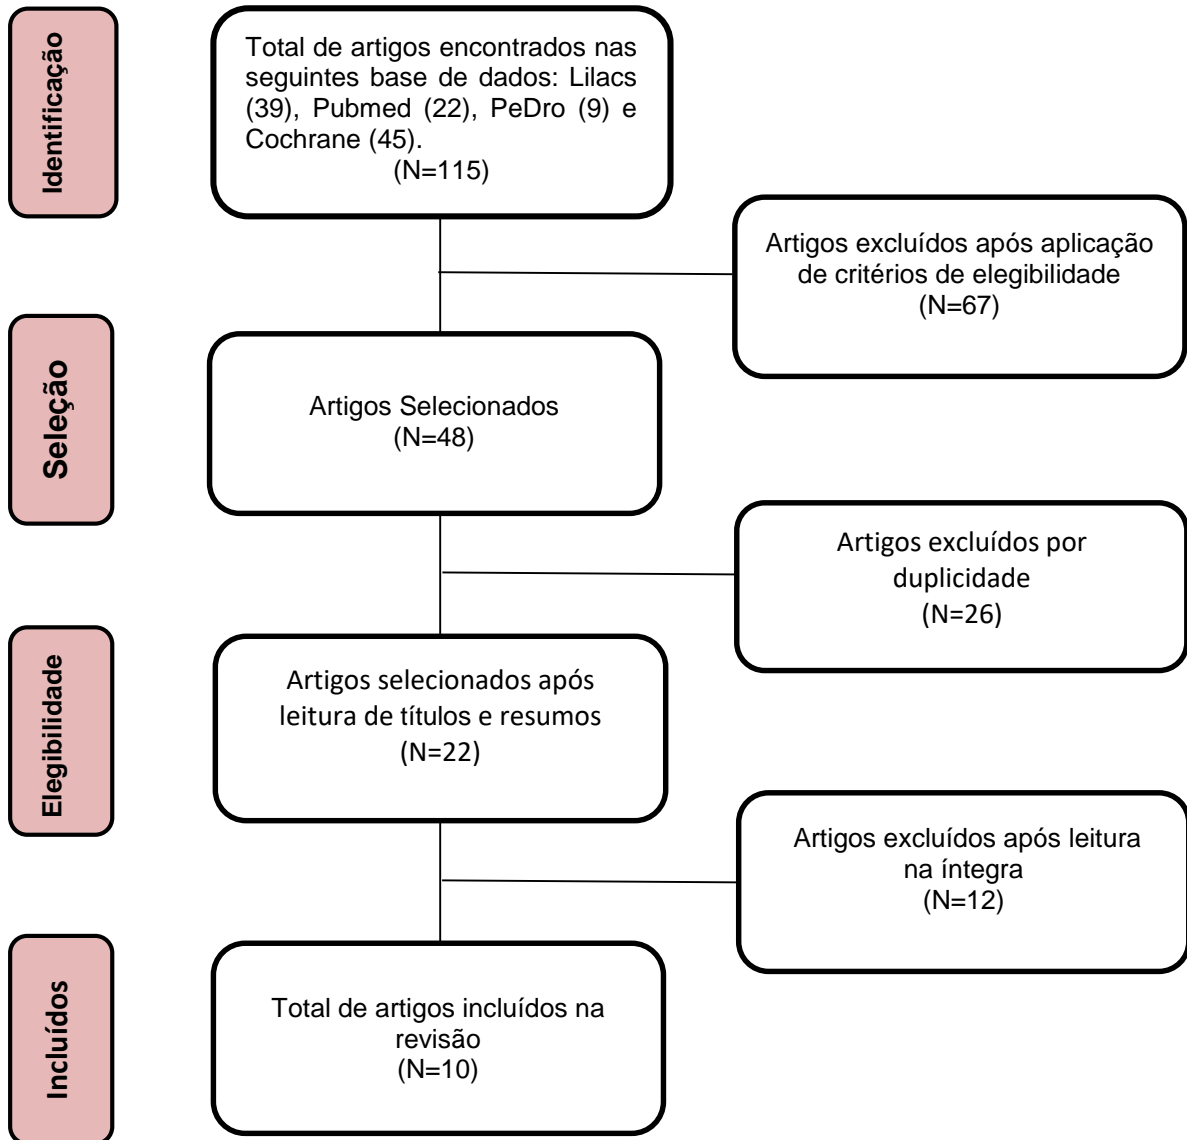 Identificação
Total de artigos encontrados nas
seguintes base de dados: Lilacs
(39), Pubmed (22), PeDro (9) e
Cochrane (45).
(N=115)
Artigos excluídos após aplicação
de critérios de elegibilidade
(N=67)
Seleção
Artigos Selecionados
(N=48)
Artigos excluídos por
duplicidade
(N=26)
Elegibilidade
Artigos selecionados após
leitura de títulos e resumos
(N=22)
Artigos excluídos após leitura
na íntegra
(N=12)
Incluídos
Total de artigos incluídos na
revisão
(N=10)